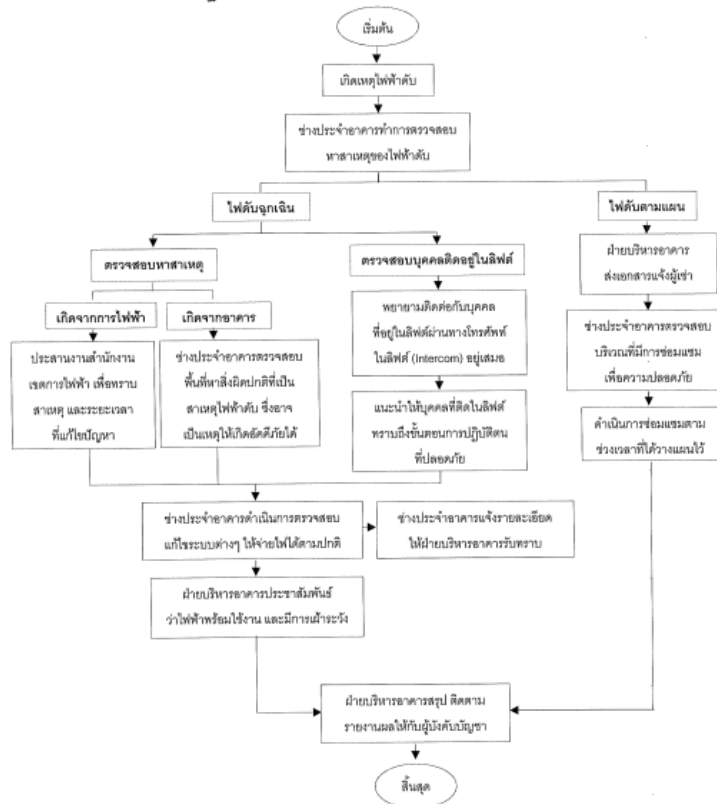 เริ่มต้น
เกิดเหตุไฟฟ้าดับ
ช่างประจำอาคารทำการตรวจสอบ
หาสาเหตุของไฟฟ้าดับ
ไฟดับฉุกเฉิน
ไฟดับตามแผน
ตรวจสอบหาสาเหตุ
ตรวจสอบบุคคลติดอยู่ในลิฟต์
ฝ่ายบริหารอาคาร
ส่งเอกสารแจ้งผู้เช่า
เกิดจากการไฟฟ้า
เกิดจากอาคาร
พยายามติดต่อกับบุคคล
ที่อยู่ในลิฟต์ผ่านทางโทรศัพท์
ในลิฟต์ (Intercom) อยู่เสมอ
ประสานงานสำนักงาน
เขตการไฟฟ้า เพื่อทราบ
สาเหตุ และระยะเวลา
ที่แก้ไขปัญหา
ช่างประจำอาคารตรวจสอบ
พื้นที่หาสิ่งผิดปกติที่เป็น
สาเหตุไฟฟ้าดับ ซึ่งอาจ
เป็นเหตุให้เกิดอัคคีภัยได้
ช่างประจำอาคารตรวจสอบ
บริเวณที่มีการซ่อมแซม
เพื่อความปลอดภัย
แนะนำให้บุคคลที่ติดในลิฟต์
ทราบถึงขั้นตอนการปฏิบัติตน
ที่ปลอดภัย
ดำเนินการซ่อมแซมตาม
ช่วงเวลาที่ได้วางแผนไว้
ช่างประจำอาคารดำเนินการตรวจสอบ
แก้ไขระบบต่างๆ ให้จ่ายไฟได้ตามปกติ
ช่างประจำอาคารแจ้งรายละเอียด
ให้ฝ่ายบริหารอาคารรับทราบ
ฝ่ายบริหารอาคารประชาสัมพันธ์
ว่าไฟฟ้าพร้อมใช้งาน และมีการเฝ้าระวัง
ฝ่ายบริหารอาคารสรุป ติดตาม
รายงานผลให้กับผู้บังคับบัญชา
สิ้นสุด